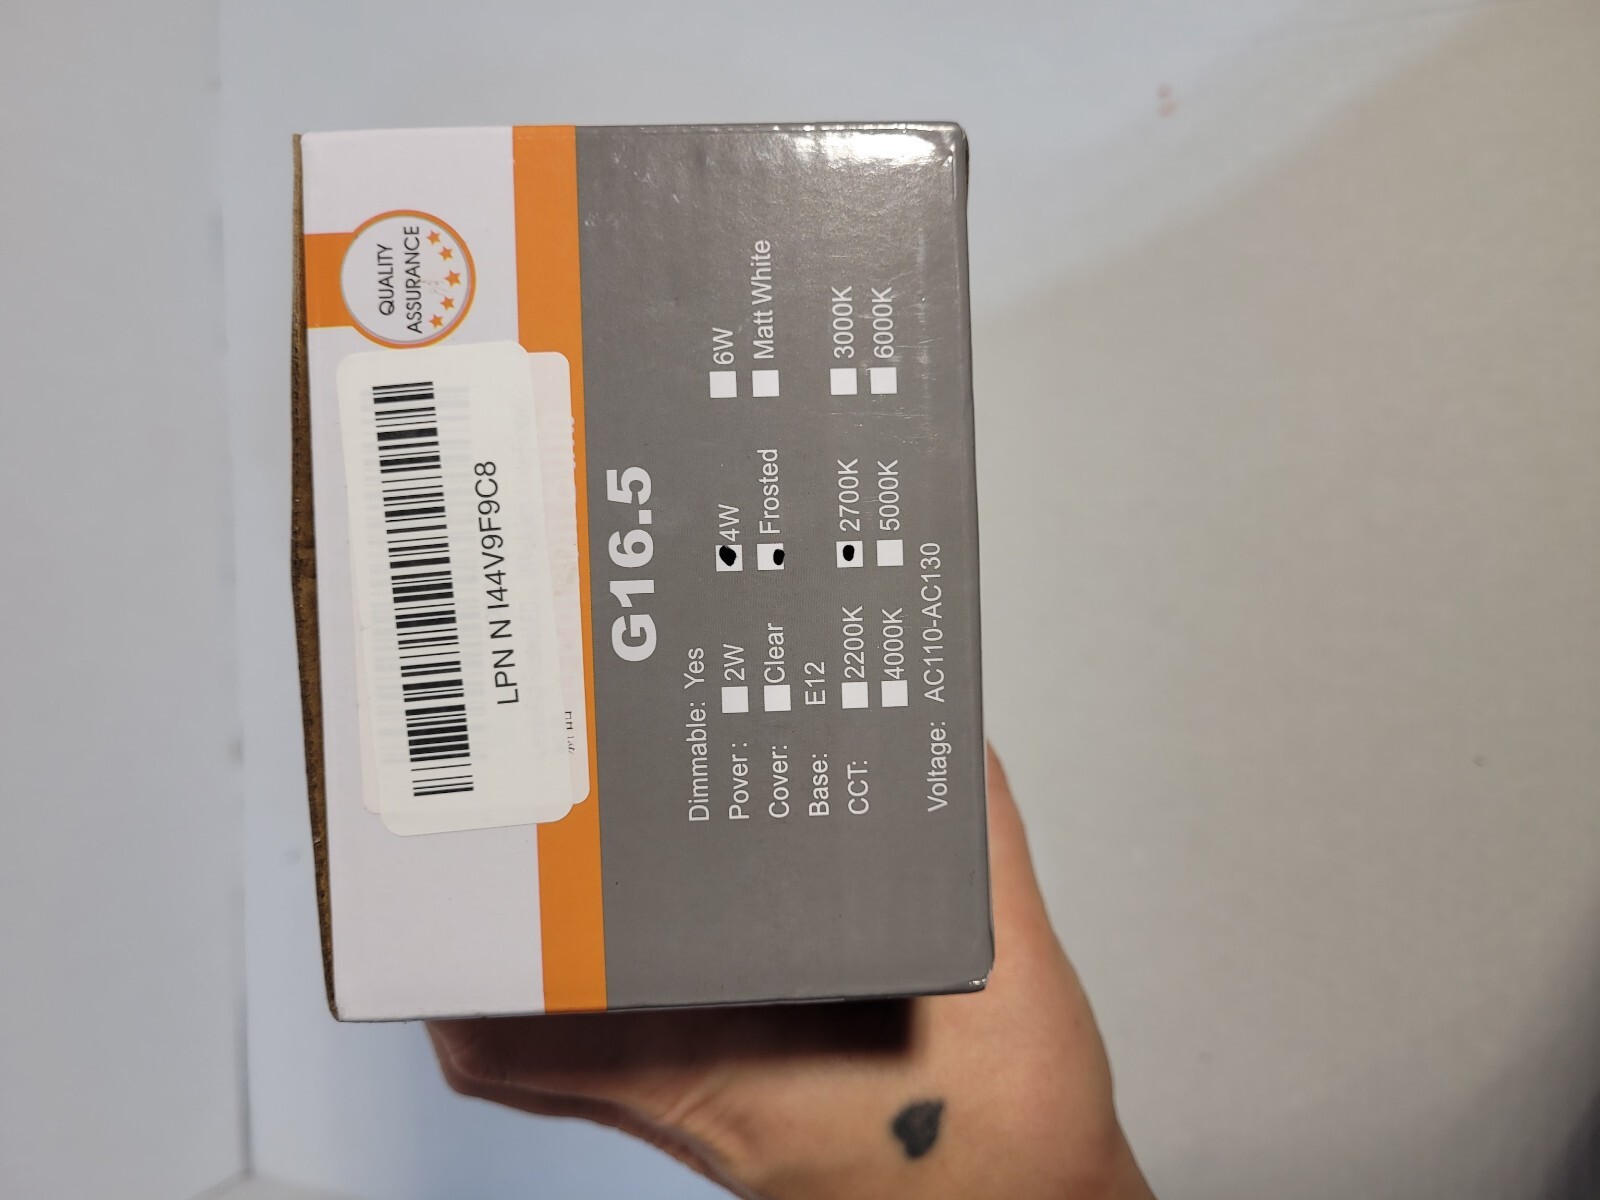 QUALITY
ASSURANCE
LPN N I44V9F9C8
G16.5
Dimmable: Yes
Power: 2W 4W 6W
Cover: Clear Frosted Matt White
Base: E12
CCT: 2200K 2700K 3000K
4000K 5000K 6000K
Voltage: AC110-AC130